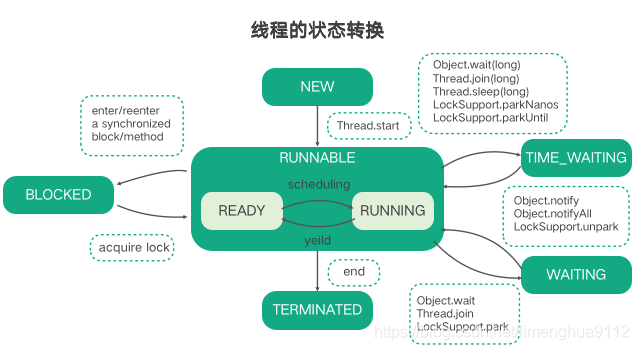 线程的状态转换
NEW
Thread.start
Object.wait(long)
Thread.join(long)
Thread.sleep(long)
LockSupport.parkNanos
LockSupport.parkUntil
enter/reenter
a synchronized
block/method
RUNNABLE
TIME_WAITING
BLOCKED
scheduling
READY
RUNNING
yeild
Object.notify
Object.notifyAll
LockSupport.unpark
acquire lock
end
WAITING
TERMINATED
Object.wait
Thread.join
LockSupport.park
https://blog.csdn.net/limenghua9112